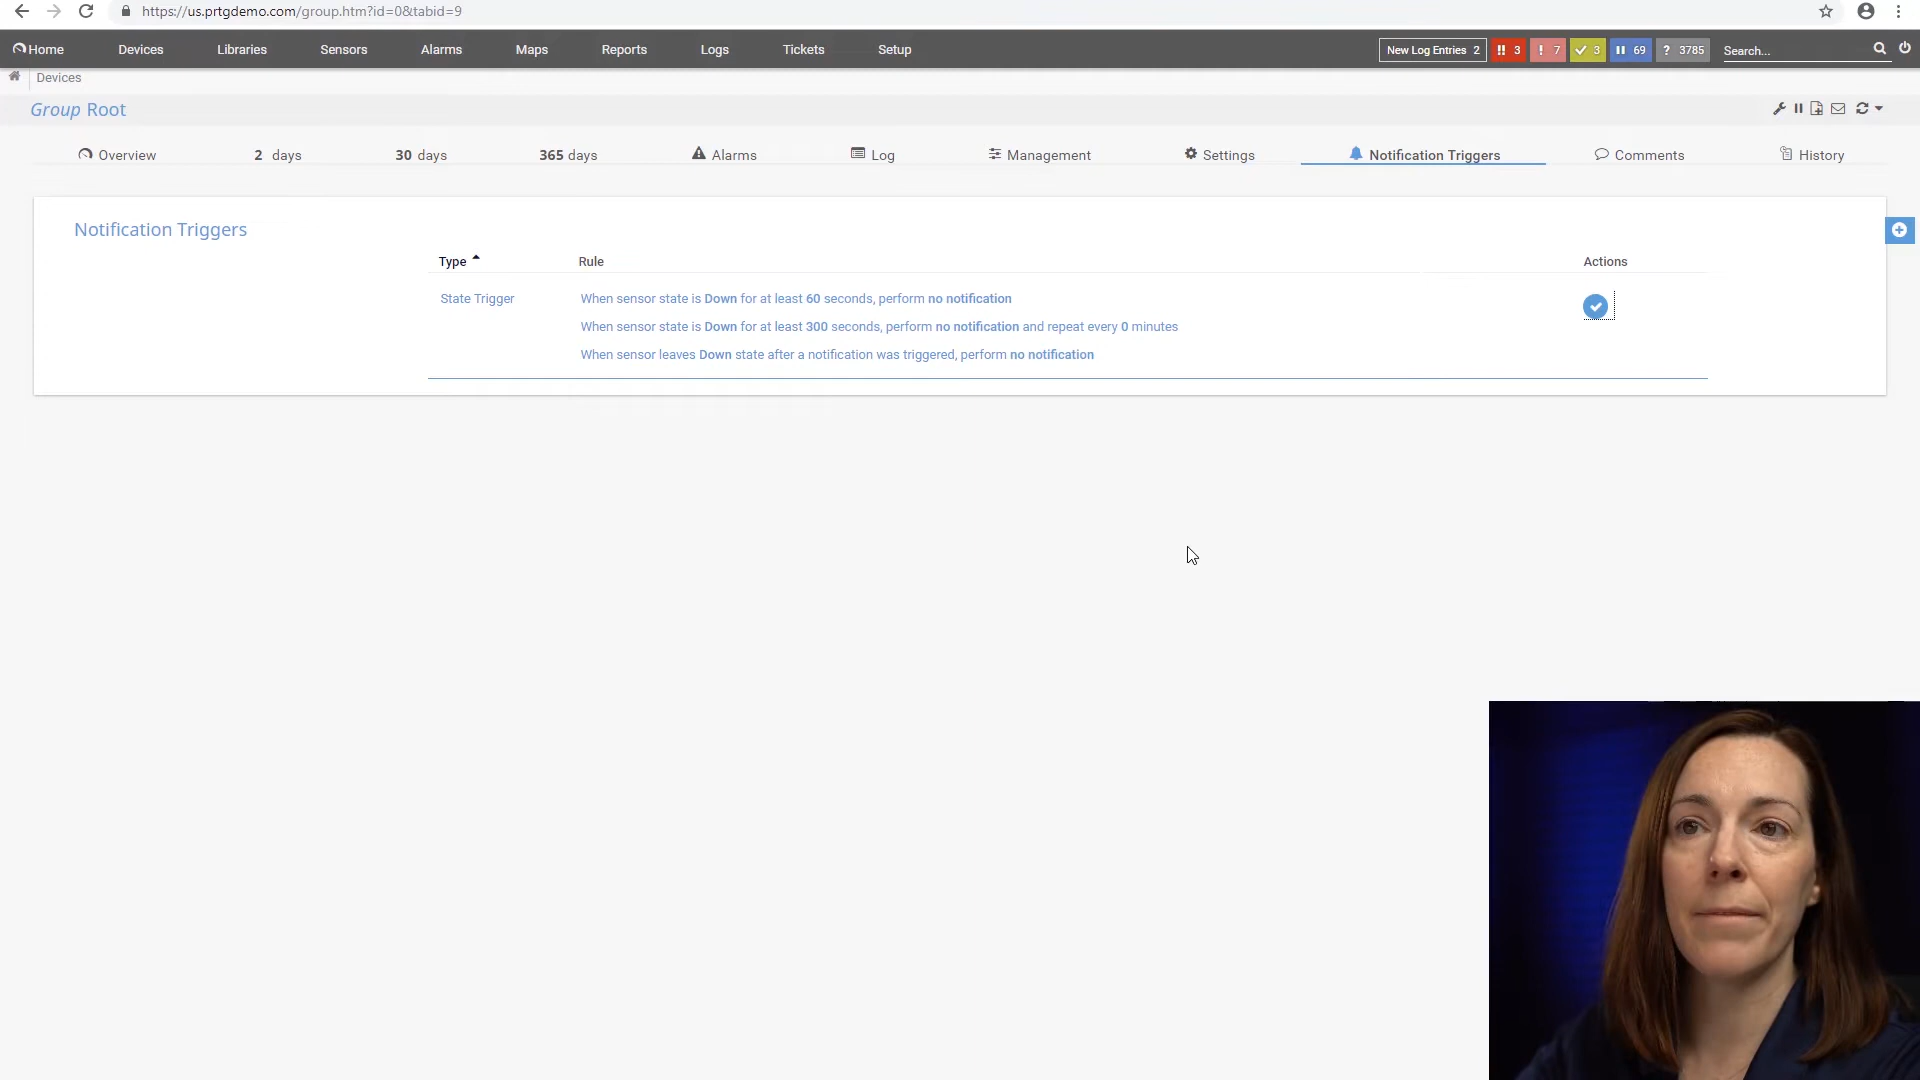 https://us.prtgdemo.com/group.htm?id=0&tabid=9
Home Devices Libraries Sensors Alarms Maps Reports Logs Tickets Setup New Log Entries 2 !! 3 ! 7 3 69 ? 3785 Search...
Devices
Group Root
Overview 2 days 30 days 365 days Alarms Log Management Settings Notification Triggers Comments History
Notification Triggers
Type Rule Actions
State Trigger When sensor state is Down for at least 60 seconds, perform no notification
When sensor state is Down for at least 300 seconds, perform no notification and repeat every 0 minutes
When sensor leaves Down state after a notification was triggered, perform no notification